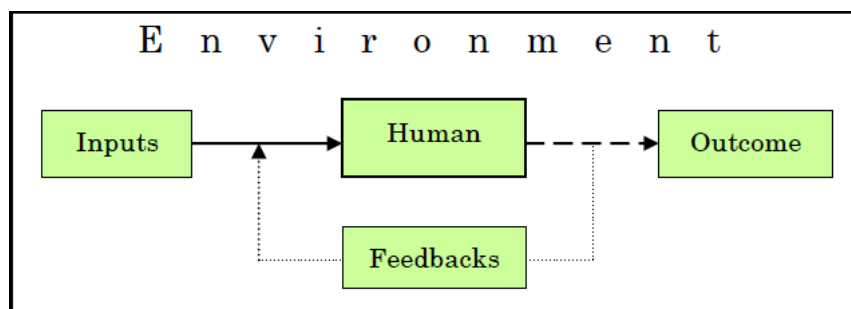 E n v i r o n m e n t
Inputs
Human
Outcome
Feedbacks